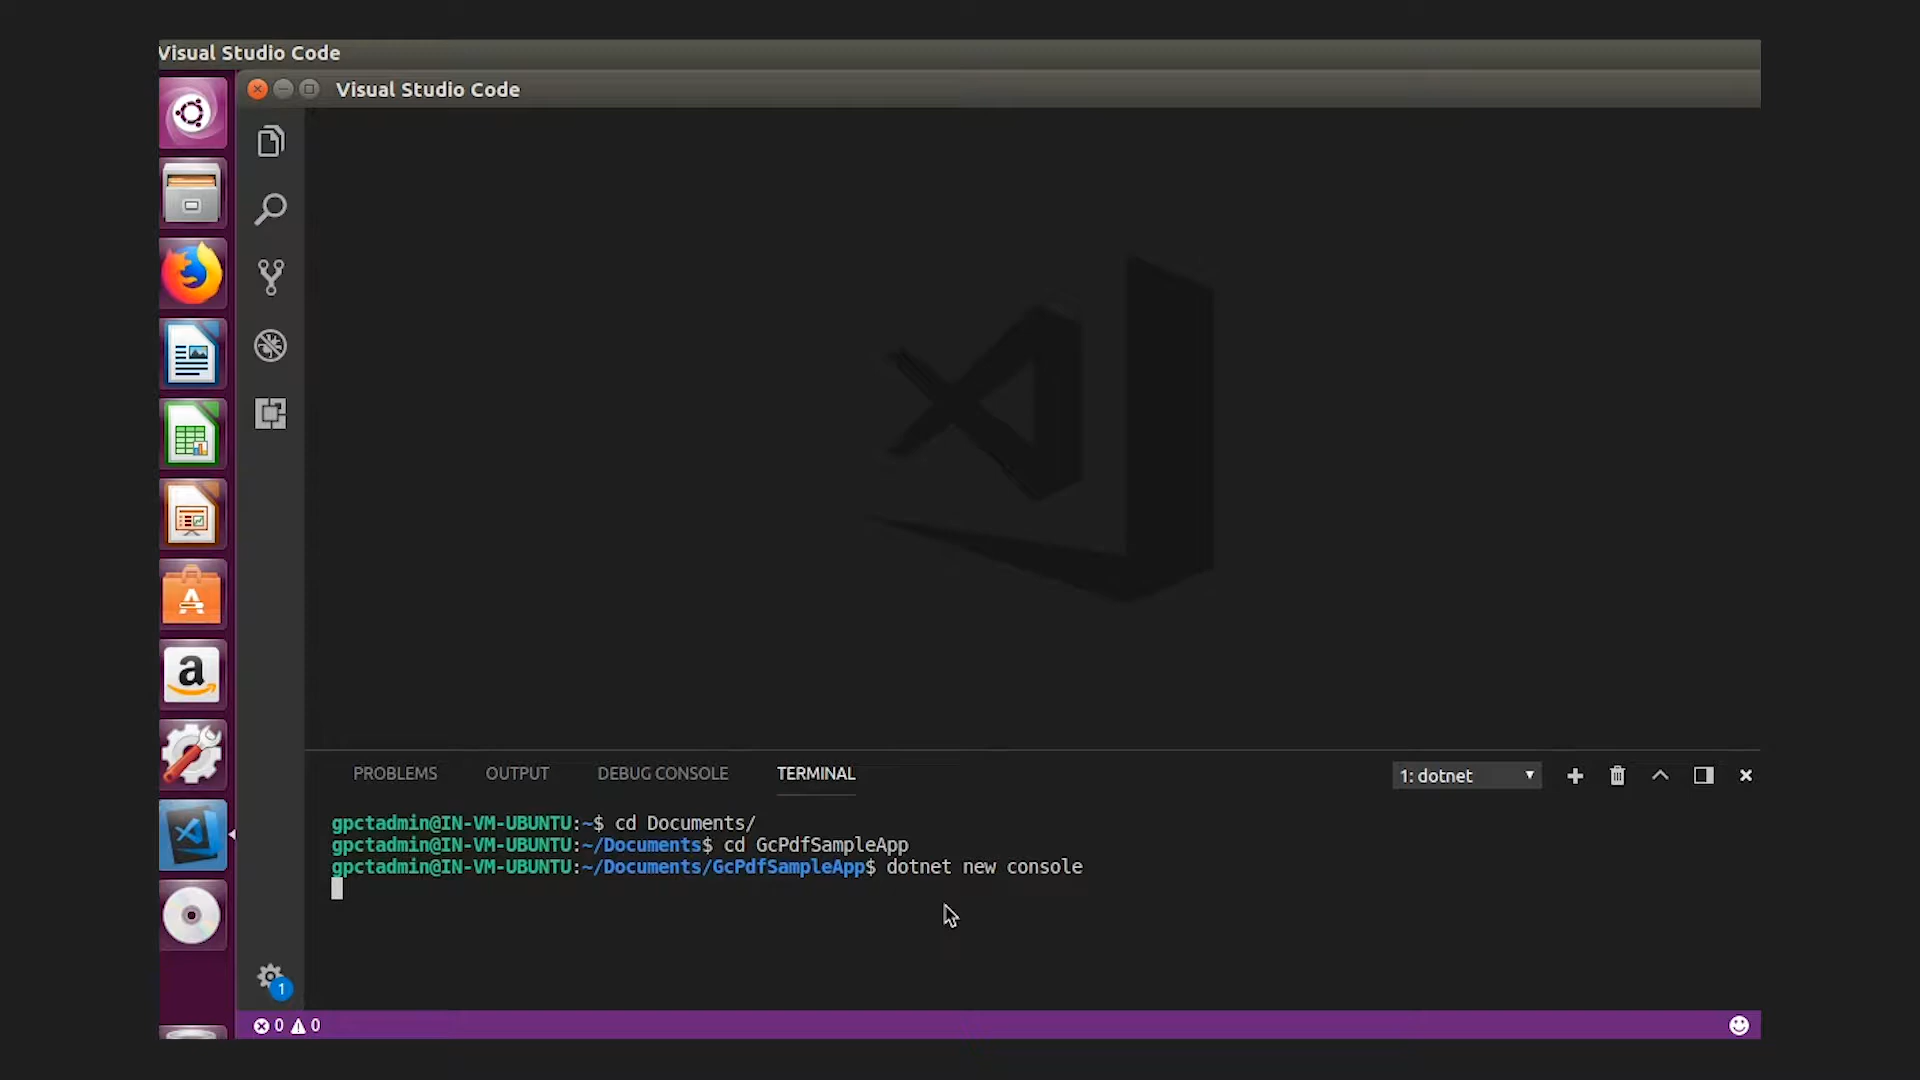 Visual Studio Code
Visual Studio Code
PROBLEMS OUTPUT DEBUG CONSOLE TERMINAL 1: dotnet
gpctadmin@IN-VM-UBUNTU:~$ cd Documents/
gpctadmin@IN-VM-UBUNTU:~/Documents$ cd GcPdfSampleApp
gpctadmin@IN-VM-UBUNTU:~/Documents/GcPdfSampleApp$ dotnet new console
1
0 0